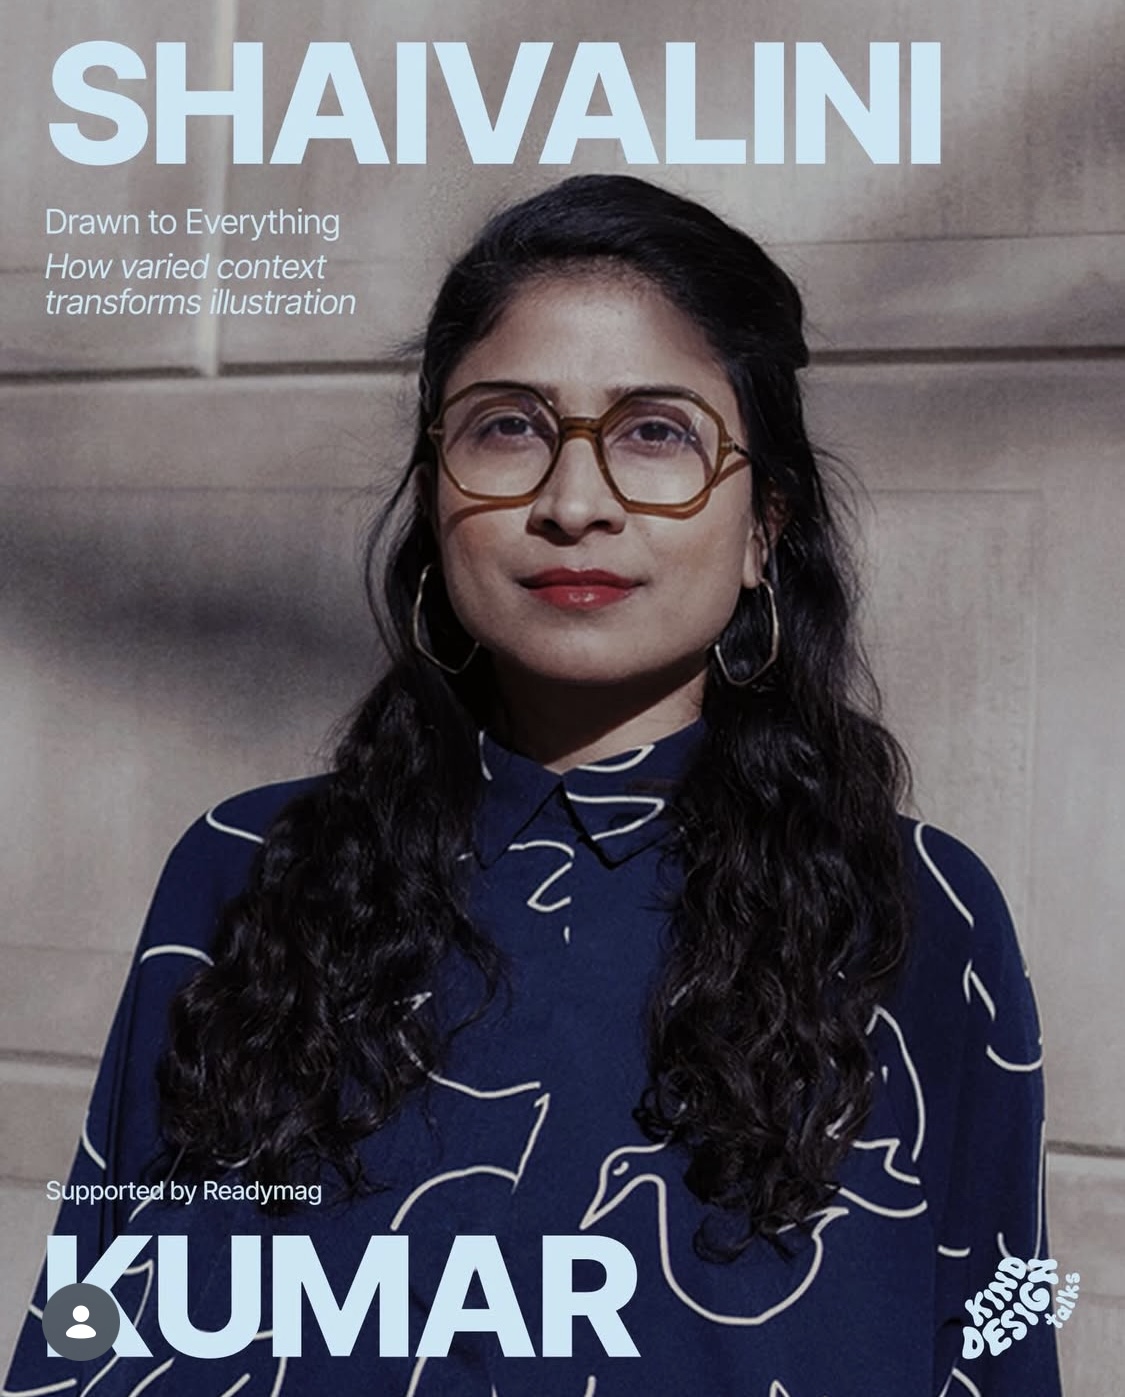 SHAIVALINI
Drawn to Everything
How varied context
transforms illustration
Supported by Readymag
KUMAR
KIND
DESIGN
talks